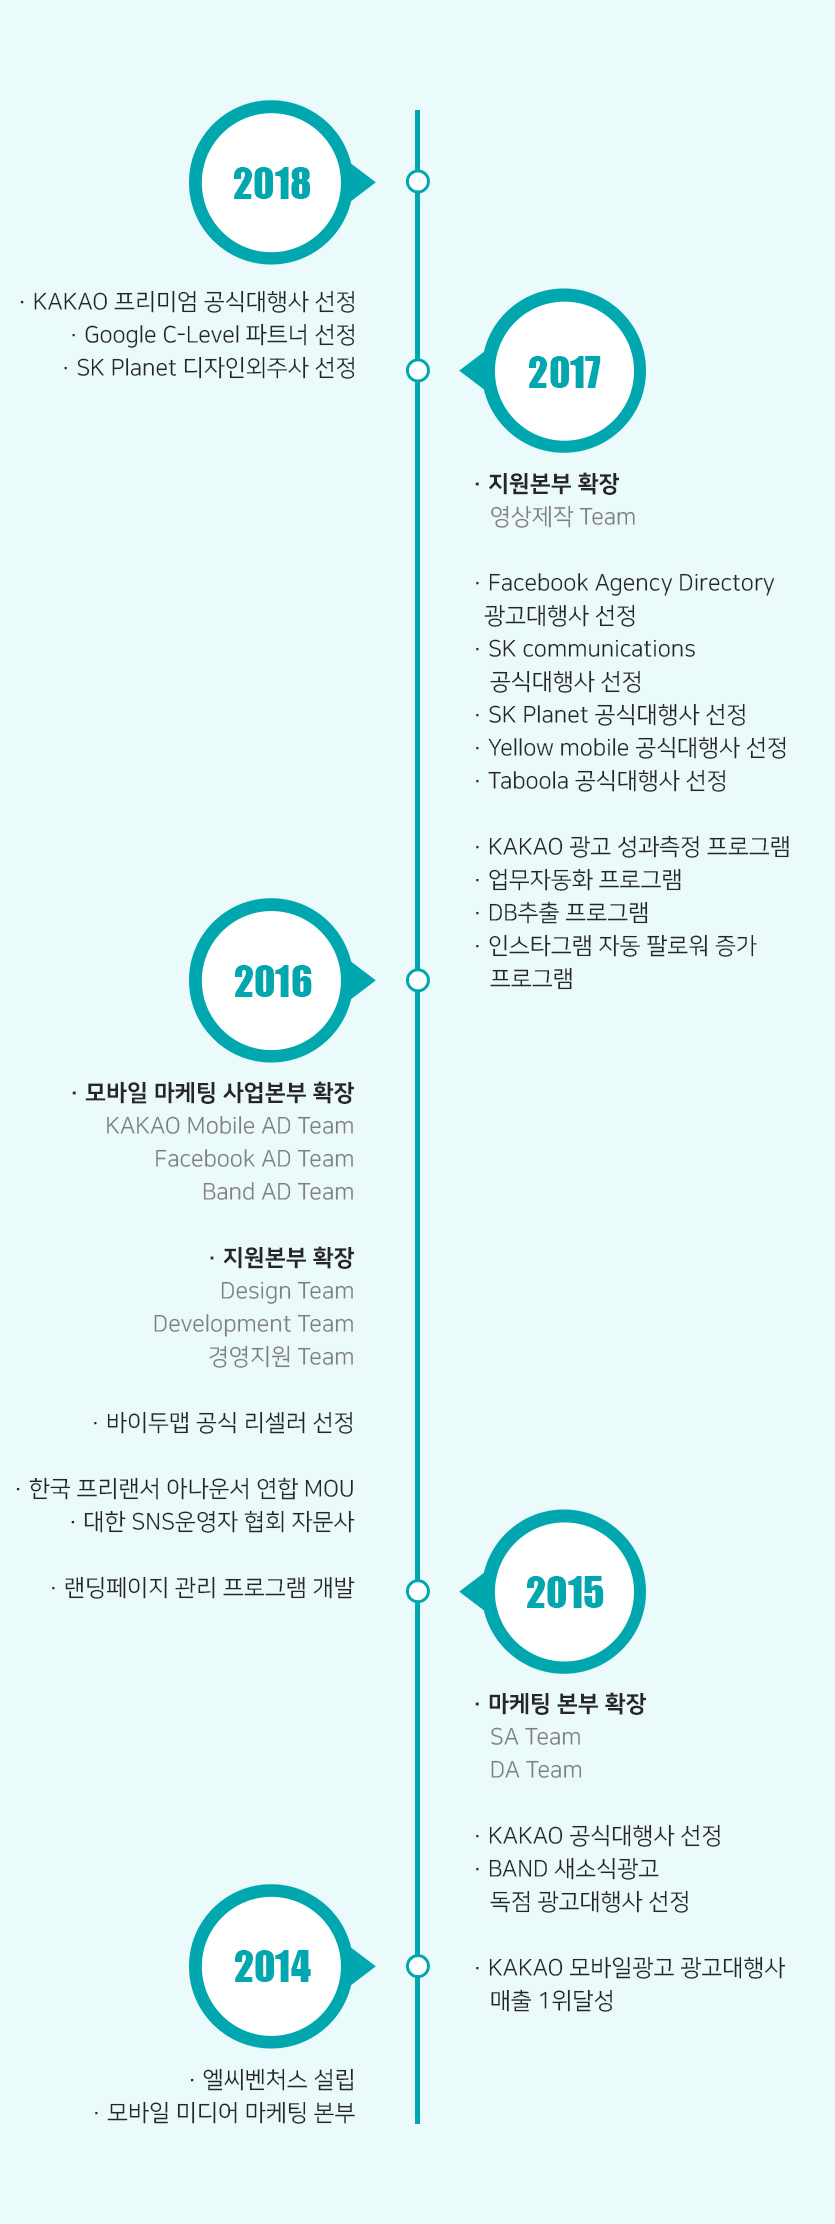 2018
· KAKAO 프리미엄 공식대행사 선정
· Google C-Level 파트너 선정
· SK Planet 디자인외주사 선정
2017
· 지원본부 확장
영상제작 Team
· Facebook Agency Directory
광고대행사 선정
· SK communications
공식대행사 선정
· SK Planet 공식대행사 선정
· Yellow mobile 공식대행사 선정
· Taboola 공식대행사 선정
· KAKAO 광고 성과측정 프로그램
· 업무자동화 프로그램
· DB추출 프로그램
· 인스타그램 자동 팔로워 증가
프로그램
2016
· 모바일 마케팅 사업본부 확장
KAKAO Mobile AD Team
Facebook AD Team
Band AD Team
· 지원본부 확장
Design Team
Development Team
경영지원 Team
· 바이두맵 공식 리셀러 선정
· 한국 프리랜서 아나운서 연합 MOU
· 대한 SNS운영자 협회 자문사
· 랜딩페이지 관리 프로그램 개발
2015
· 마케팅 본부 확장
SA Team
DA Team
· KAKAO 공식대행사 선정
· BAND 새소식광고
독점 광고대행사 선정
· KAKAO 모바일광고 광고대행사
매출 1위달성
2014
· 엘씨벤처스 설립
· 모바일 미디어 마케팅 본부